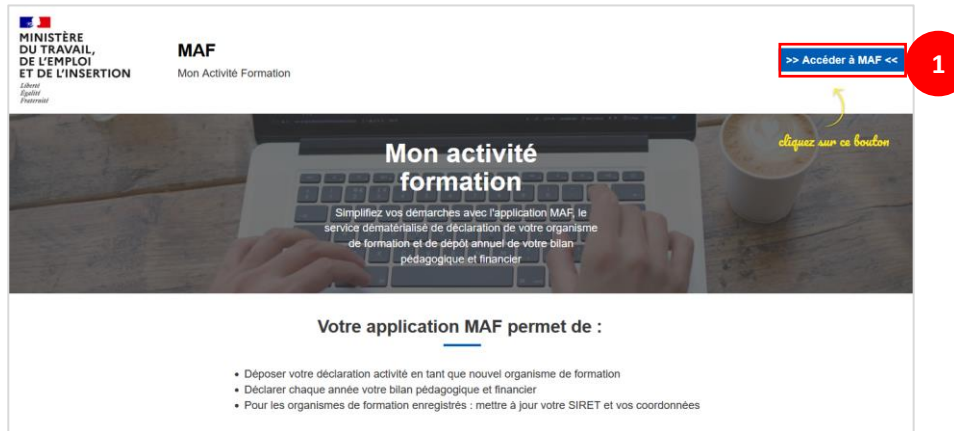 MINISTÈRE
DU TRAVAIL,
DE L'EMPLOI
ET DE L'INSERTION
Liberté
Égalité
Fraternité
MAF
Mon Activité Formation
>> Accéder à MAF <<
1
cliquez sur ce bouton
Mon activité
formation
Simplifiez vos démarches avec l'application MAF, le
service dématérialisé de déclaration de votre organisme
de formation et de dépôt annuel de votre bilan
pédagogique et financier
Votre application MAF permet de :
• Déposer votre déclaration activité en tant que nouvel organisme de formation
• Déclarer chaque année votre bilan pédagogique et financier
• Pour les organismes de formation enregistrés : mettre à jour votre SIRET et vos coordonnées